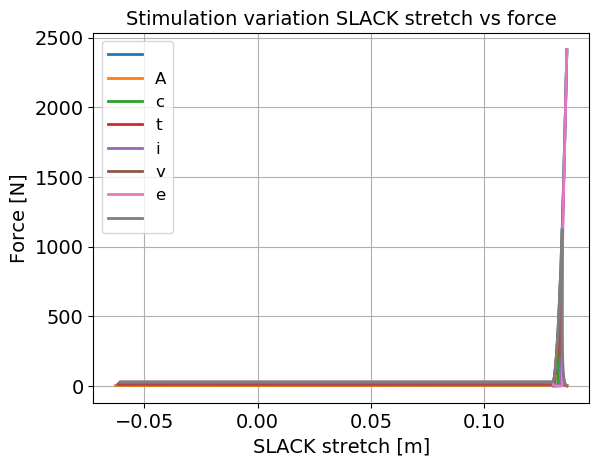 Stimulation variation SLACK stretch vs force
2500
2000
1500
1000
500
0
Force [N]
A
c
t
i
v
e
−0.05
0.00
0.05
0.10
SLACK stretch [m]